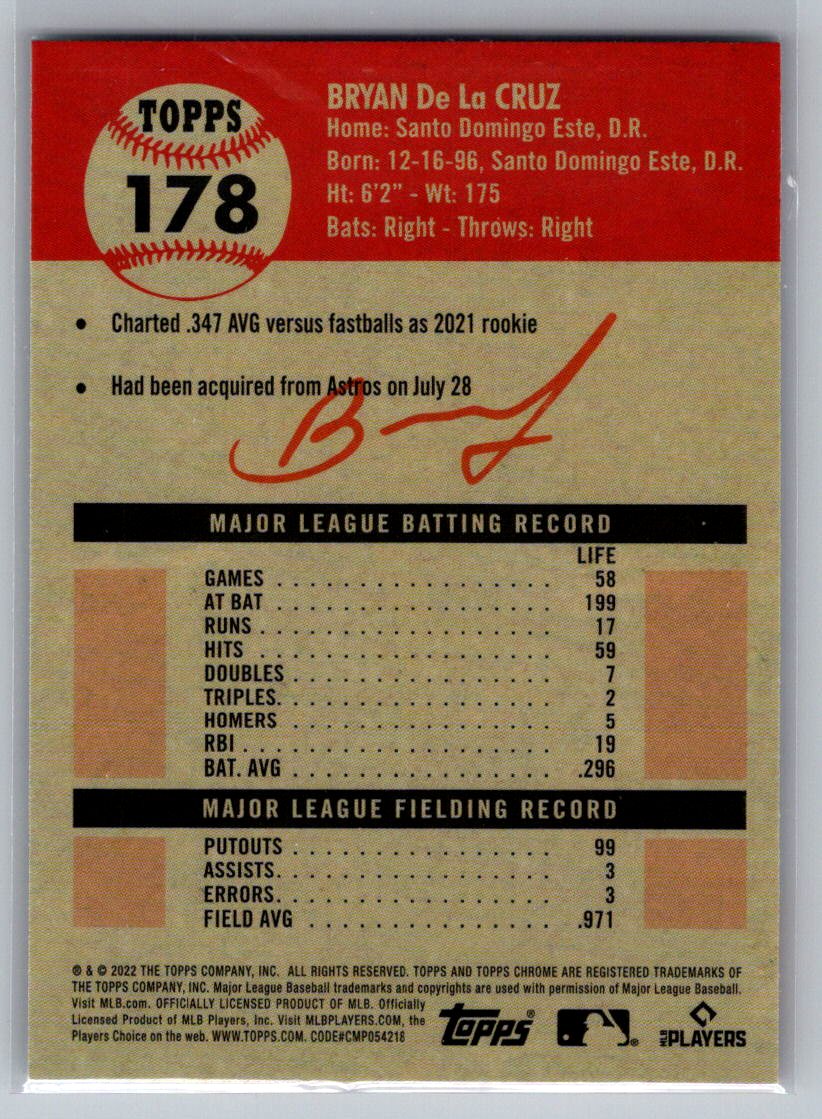 TOPPS
178
BRYAN De La CRUZ
Home: Santo Domingo Este, D.R.
Born: 12-16-96, Santo Domingo Este, D.R.
Ht: 6'2" - Wt: 175
Bats: Right - Throws: Right
• Charted .347 AVG versus fastballs as 2021 rookie
• Had been acquired from Astros on July 28
MAJOR LEAGUE BATTING RECORD
LIFE
GAMES . . . . . . . . . . . . . . . . . . 58
AT BAT . . . . . . . . . . . . . . . . . . 199
RUNS . . . . . . . . . . . . . . . . . . . 17
HITS . . . . . . . . . . . . . . . . . . . 59
DOUBLES . . . . . . . . . . . . . . . . . 7
TRIPLES. . . . . . . . . . . . . . . . . . 2
HOMERS . . . . . . . . . . . . . . . . . 5
RBI . . . . . . . . . . . . . . . . . . . . 19
BAT. AVG . . . . . . . . . . . . . . . . . .296
MAJOR LEAGUE FIELDING RECORD
PUTOUTS . . . . . . . . . . . . . . . . . 99
ASSISTS. . . . . . . . . . . . . . . . . . 3
ERRORS. . . . . . . . . . . . . . . . . . 3
FIELD AVG . . . . . . . . . . . . . . . . .971
® & © 2022 THE TOPPS COMPANY, INC. ALL RIGHTS RESERVED. TOPPS AND TOPPS CHROME ARE REGISTERED TRADEMARKS OF
THE TOPPS COMPANY, INC. Major League Baseball trademarks and copyrights are used with permission of Major League Baseball.
Visit MLB.com. OFFICIALLY LICENSED PRODUCT OF MLB. Officially
Licensed Product of MLB Players, Inc. Visit MLBPLAYERS.COM, the
Players Choice on the web. WWW.TOPPS.COM. CODE#CMP054218
topps®
MLB PLAYERS